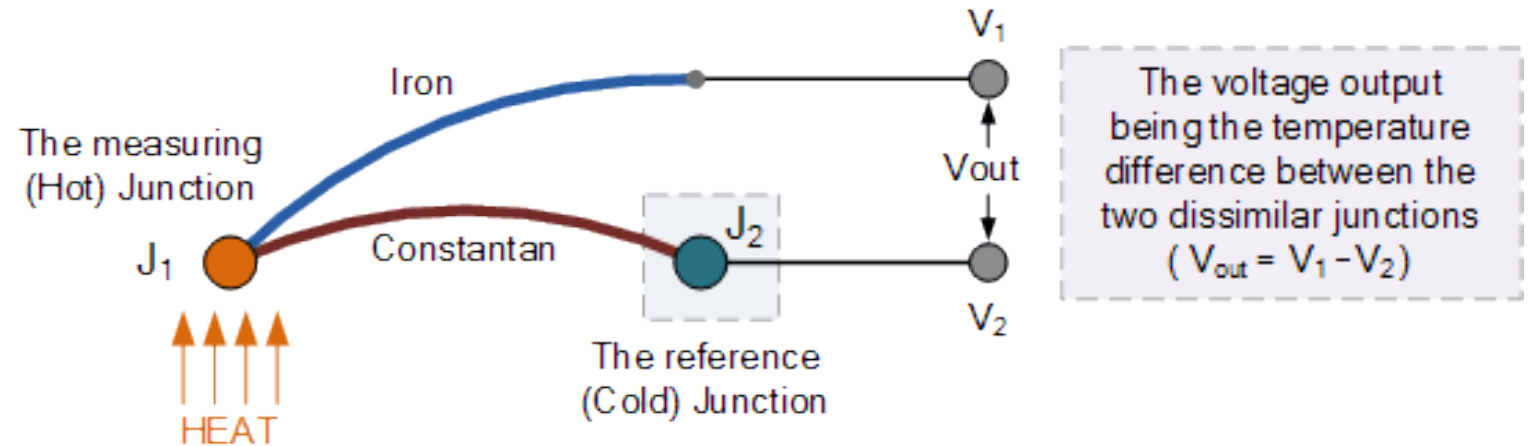 V₁
Iron
The measuring
(Hot) Junction
J₁
Constantan
J₂
Vout
V₂
The reference
(Cold) Junction
HEAT
The voltage output
being the temperature
difference between the
two dissimilar junctions
( Vₒᵤₜ = V₁ – V₂ )